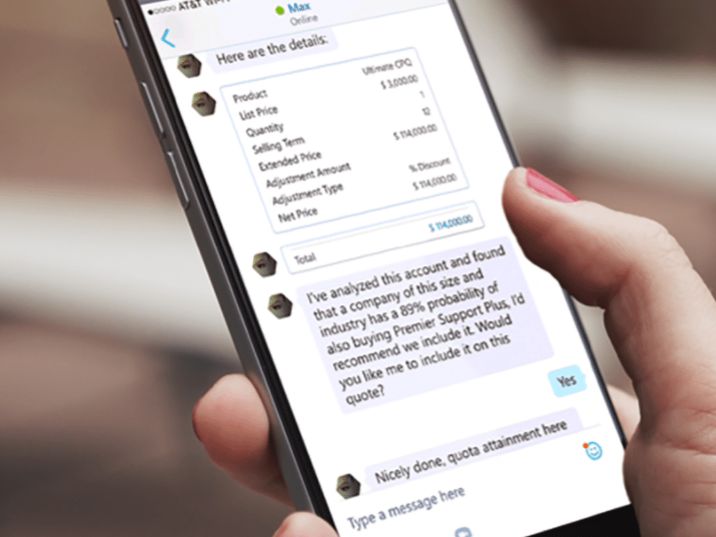 AT&T
Max
Online
Here are the details:
Product Ultimate CPQ
List Price $ 3,000.00
Quantity 1
Selling Term 12
Extended Price $ 114,000.00
Adjustment Amount
Adjustment Type % Discount
Net Price $ 114,000.00
Total $ 114,000.00
I've analyzed this account and found
that a company of this size and
industry has a 89% probability of
also buying Premier Support Plus, I'd
recommend we include it. Would
you like me to include it on this
quote?
Yes
Nicely done, quota attainment here
Type a message here